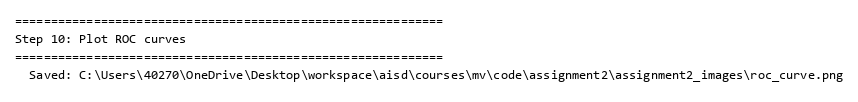 ============================================================
Step 10: Plot ROC curves
============================================================
  Saved: C:\Users\40270\OneDrive\Desktop\workspace\aisd\courses\mv\code\assignment2\assignment2_images\roc_curve.png